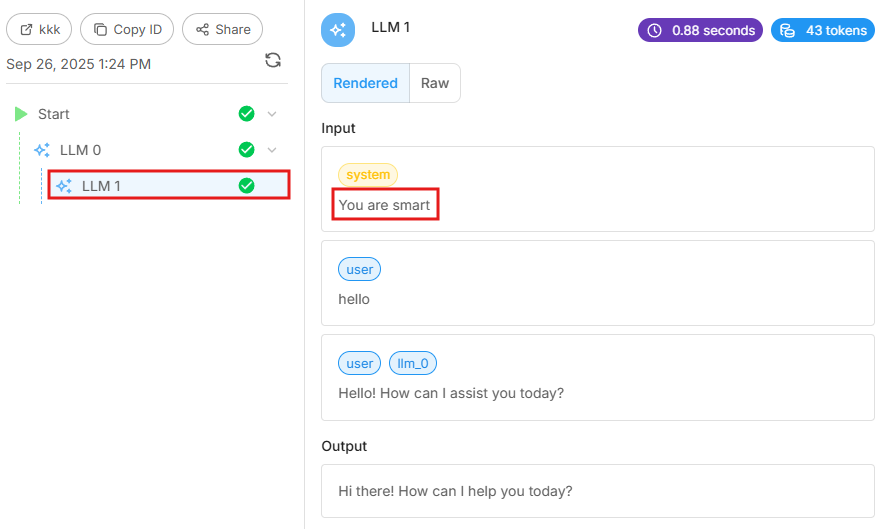 kkk
Copy ID
Share
Sep 26, 2025 1:24 PM
Start
LLM 0
LLM 1
LLM 1
0.88 seconds
43 tokens
Rendered
Raw
Input
system
You are smart
user
hello
user llm_0
Hello! How can I assist you today?
Output
Hi there! How can I help you today?